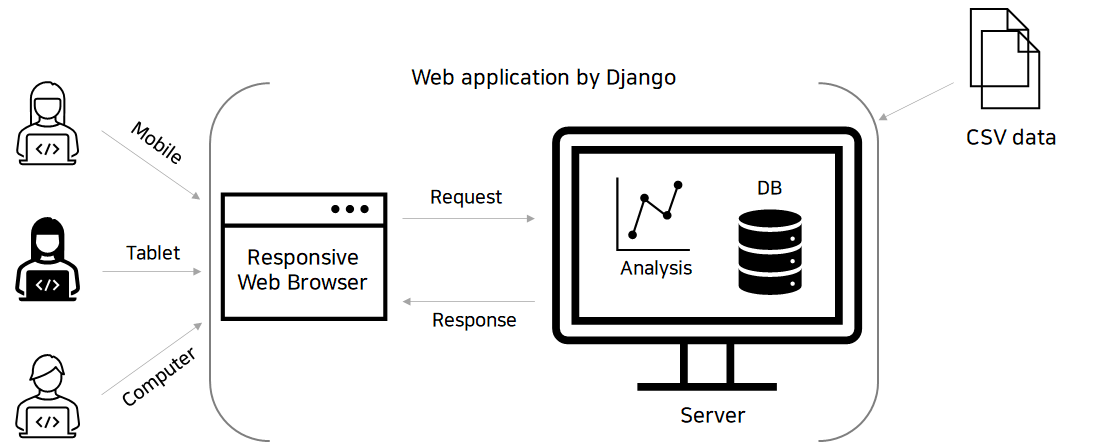 Web application by Django
CSV data
Mobile
</>
Tablet
</>
Computer
</>
Responsive
Web Browser
Request
Response
Analysis
DB
Server